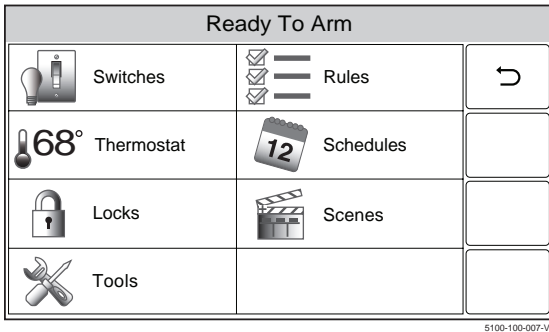 Ready To Arm
Switches
Rules
68° Thermostat
12
Schedules
Locks
Scenes
Tools
5100-100-007-V